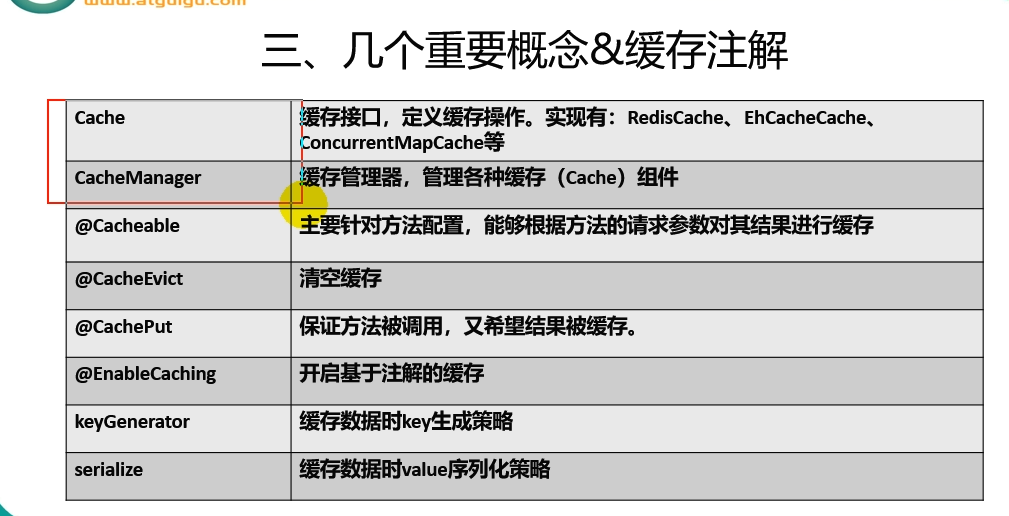 www.atguigu.com
三、几个重要概念&缓存注解
Cache
缓存接口，定义缓存操作。实现有：RedisCache、EhCacheCache、
ConcurrentMapCache等
CacheManager
缓存管理器，管理各种缓存（Cache）组件
@Cacheable
主要针对方法配置，能够根据方法的请求参数对其结果进行缓存
@CacheEvict
清空缓存
@CachePut
保证方法被调用，又希望结果被缓存。
@EnableCaching
开启基于注解的缓存
keyGenerator
缓存数据时key生成策略
serialize
缓存数据时value序列化策略